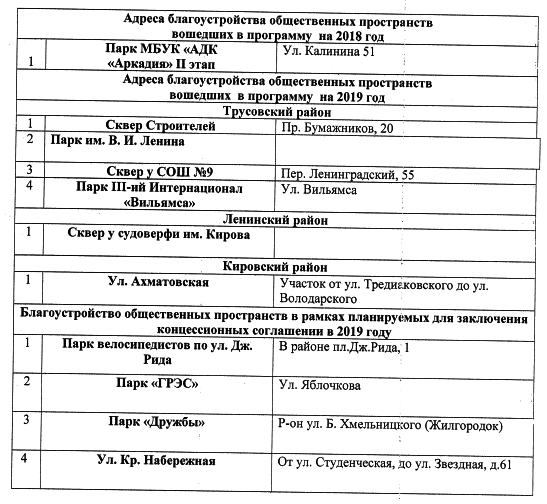 Адреса благоустройства общественных пространств
вошедших в программу на 2018 год
1 Парк МБУК «АДК Ул. Калинина 51
«Аркадия» II этап
Адреса благоустройства общественных пространств
вошедших в программу на 2019 год
Трусовский район
1 Сквер Строителей Пр. Бумажников, 20
2 Парк им. В. И. Ленина
3 Сквер у СОШ №9 Пер. Ленинградский, 55
4 Парк III-ий Интернационал Ул. Вильямса
«Вильямса»
Ленинский район
1 Сквер у судоверфи им. Кирова
Кировский район
1 Ул. Ахматовская Участок от ул. Тредиаковского до ул.
Володарского
Благоустройство общественных пространств в рамках планируемых для заключения
концессионных соглашении в 2019 году
1 Парк велосипедистов по ул. Дж. В районе пл.Дж.Рида, 1
Рида
2 Парк «ГРЭС» Ул. Яблочкова
3 Парк «Дружбы» Р-он ул. Б. Хмельницкого (Жилгородок)
4 Ул. Кр. Набережная От ул. Студенческая, до ул. Звездная, д.61